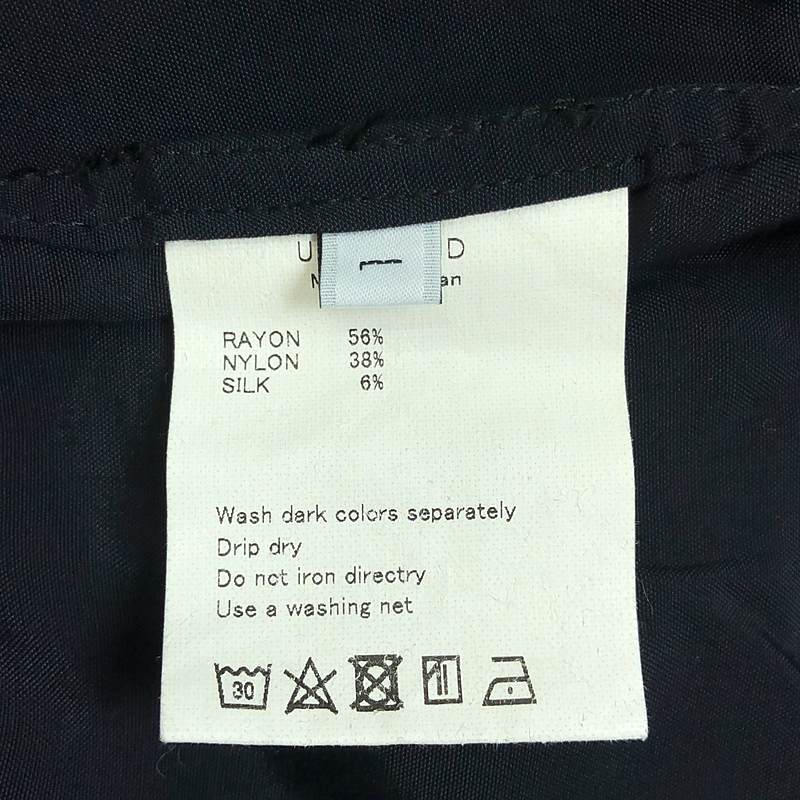 1
RAYON 56%
NYLON 38%
SILK 6%
Wash dark colors separately
Drip dry
Do not iron directry
Use a washing net
30